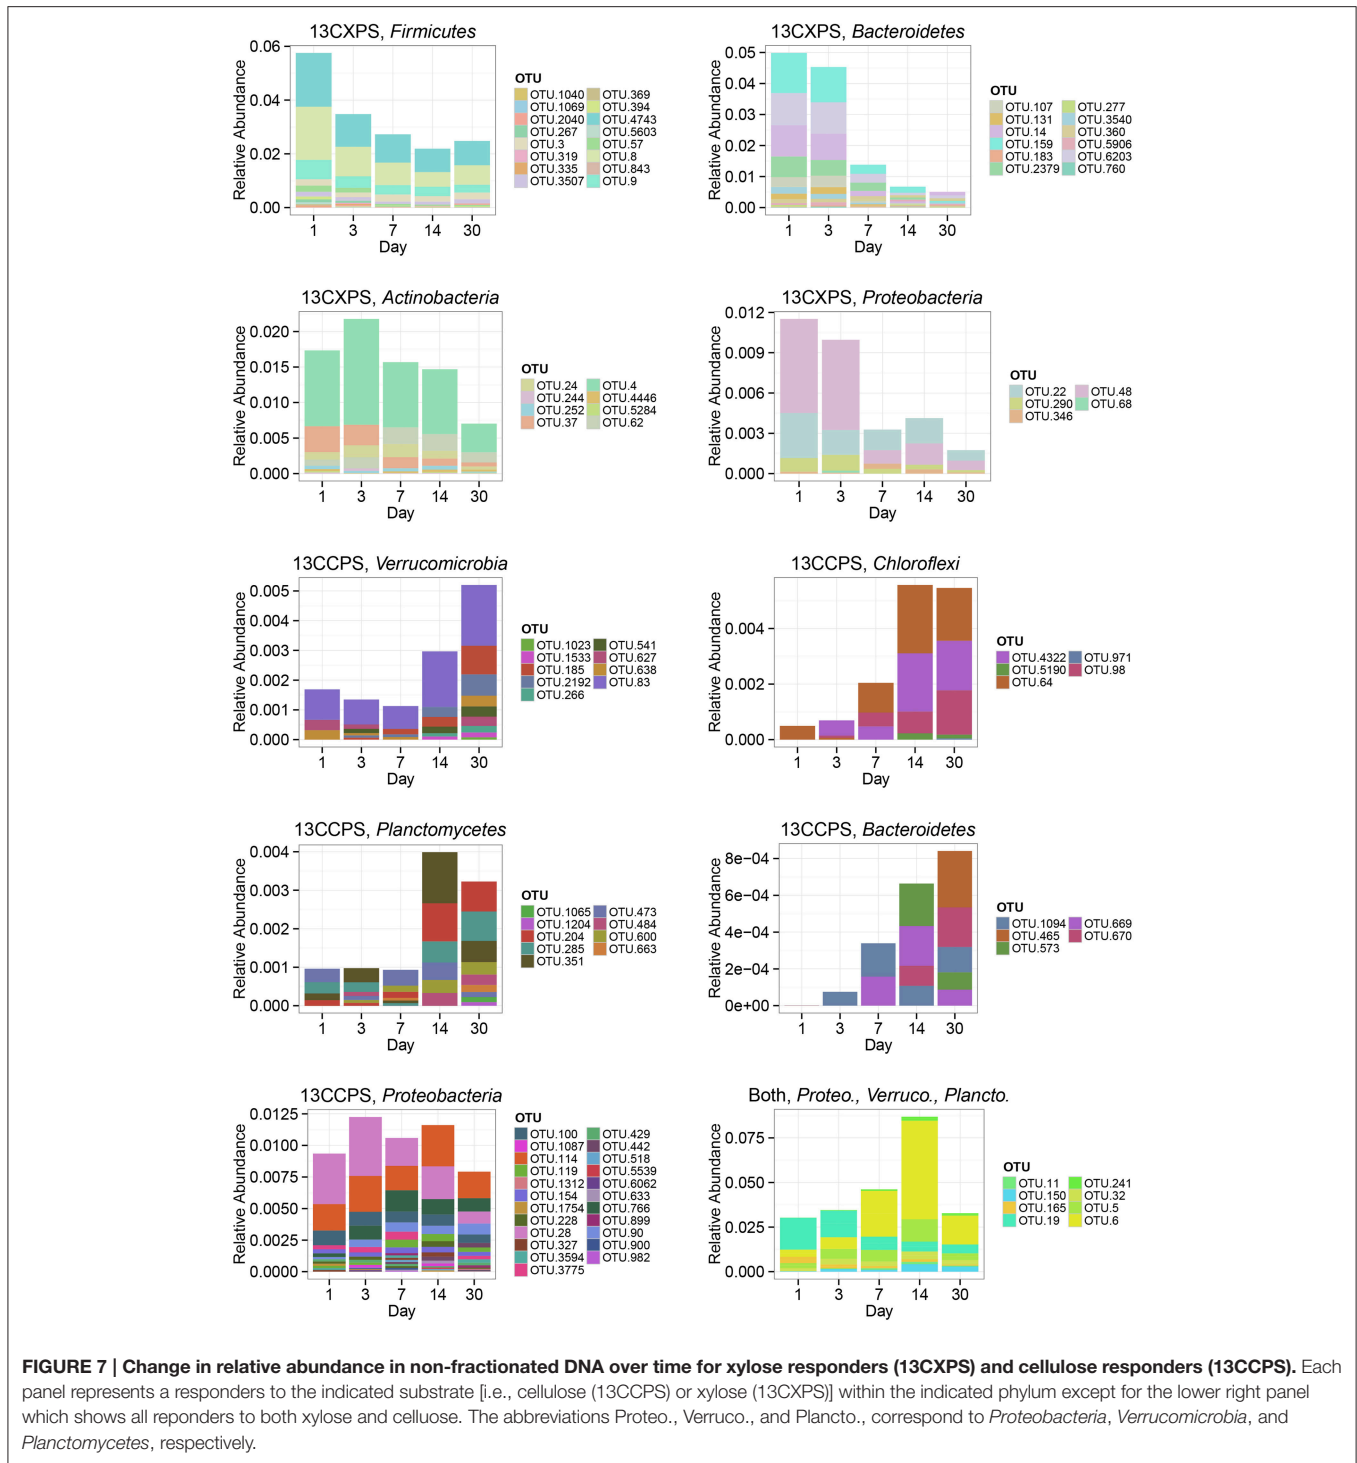 13CXPS, Firmicutes
Relative Abundance
0.06
0.04
0.02
0.00
1 3 7 14 30
Day
OTU
OTU.1040 OTU.369
OTU.1069 OTU.394
OTU.2040 OTU.4743
OTU.267 OTU.5603
OTU.3 OTU.57
OTU.319 OTU.8
OTU.335 OTU.843
OTU.3507 OTU.9
13CXPS, Bacteroidetes
Relative Abundance
0.05
0.04
0.03
0.02
0.01
0.00
1 3 7 14 30
Day
OTU
OTU.107 OTU.277
OTU.131 OTU.3540
OTU.14 OTU.360
OTU.159 OTU.5906
OTU.183 OTU.6203
OTU.2379 OTU.760
13CXPS, Actinobacteria
Relative Abundance
0.020
0.015
0.010
0.005
0.000
1 3 7 14 30
Day
OTU
OTU.24 OTU.4
OTU.244 OTU.4446
OTU.252 OTU.5284
OTU.37 OTU.62
13CXPS, Proteobacteria
Relative Abundance
0.012
0.009
0.006
0.003
0.000
1 3 7 14 30
Day
OTU
OTU.22 OTU.48
OTU.290 OTU.68
OTU.346
13CCPS, Verrucomicrobia
Relative Abundance
0.005
0.004
0.003
0.002
0.001
0.000
1 3 7 14 30
Day
OTU
OTU.1023 OTU.541
OTU.1533 OTU.627
OTU.185 OTU.638
OTU.2192 OTU.83
OTU.266
13CCPS, Chloroflexi
Relative Abundance
0.004
0.002
0.000
1 3 7 14 30
Day
OTU
OTU.4322 OTU.971
OTU.5190 OTU.98
OTU.64
13CCPS, Planctomycetes
Relative Abundance
0.004
0.003
0.002
0.001
0.000
1 3 7 14 30
Day
OTU
OTU.1065 OTU.473
OTU.1204 OTU.484
OTU.204 OTU.600
OTU.285 OTU.663
OTU.351
13CCPS, Bacteroidetes
Relative Abundance
8e−04
6e−04
4e−04
2e−04
0e+00
1 3 7 14 30
Day
OTU
OTU.1094 OTU.669
OTU.465 OTU.670
OTU.573
13CCPS, Proteobacteria
Relative Abundance
0.0125
0.0100
0.0075
0.0050
0.0025
0.0000
1 3 7 14 30
Day
OTU
OTU.100 OTU.429
OTU.1087 OTU.442
OTU.114 OTU.518
OTU.119 OTU.5539
OTU.1312 OTU.6062
OTU.154 OTU.633
OTU.1754 OTU.766
OTU.228 OTU.899
OTU.28 OTU.90
OTU.327 OTU.900
OTU.3594 OTU.982
OTU.3775
Both, Proteo., Verruco., Plancto.
Relative Abundance
0.075
0.050
0.025
0.000
1 3 7 14 30
Day
OTU
OTU.11 OTU.241
OTU.150 OTU.32
OTU.165 OTU.5
OTU.19 OTU.6
FIGURE 7 | Change in relative abundance in non-fractionated DNA over time for xylose responders (13CXPS) and cellulose responders (13CCPS). Each
panel represents a responders to the indicated substrate [i.e., cellulose (13CCPS) or xylose (13CXPS)] within the indicated phylum except for the lower right panel
which shows all reponders to both xylose and celluose. The abbreviations Proteo., Verruco., and Plancto., correspond to Proteobacteria, Verrucomicrobia, and
Planctomycetes, respectively.